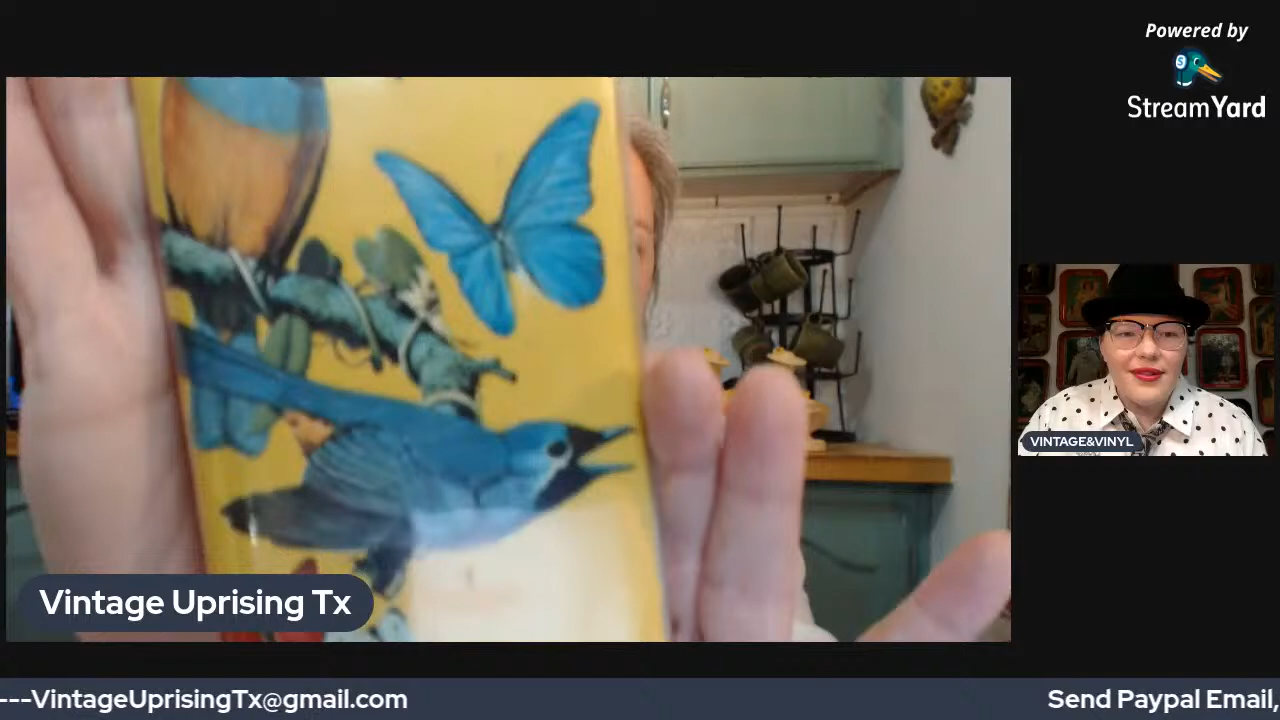 Powered by
StreamYard
VINTAGE&VINYL
Vintage Uprising Tx
---VintageUprisingTx@gmail.com
Send Paypal Email,